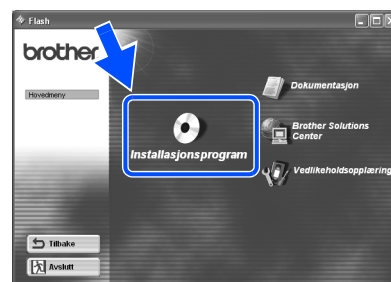 Flash
brother
Hovedmeny
Installasjonsprogram
Dokumentasjon
Brother Solutions
Center
Vedlikeholdsopplæring
Tilbake
Avslutt